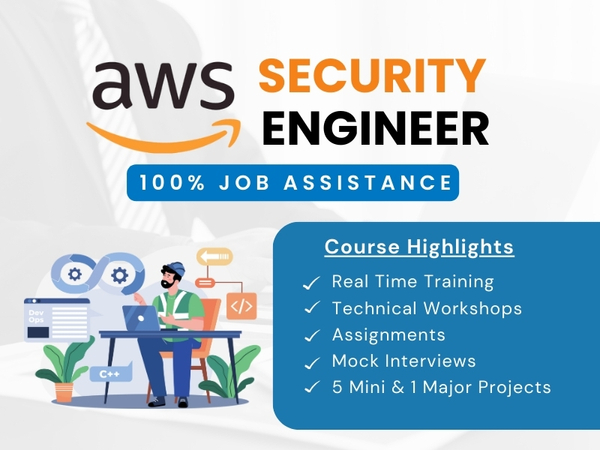 aws SECURITY
ENGINEER
100% JOB ASSISTANCE
Course Highlights
Real Time Training
Technical Workshops
Assignments
Mock Interviews
5 Mini & 1 Major Projects
Dev
Ops
</>
C++